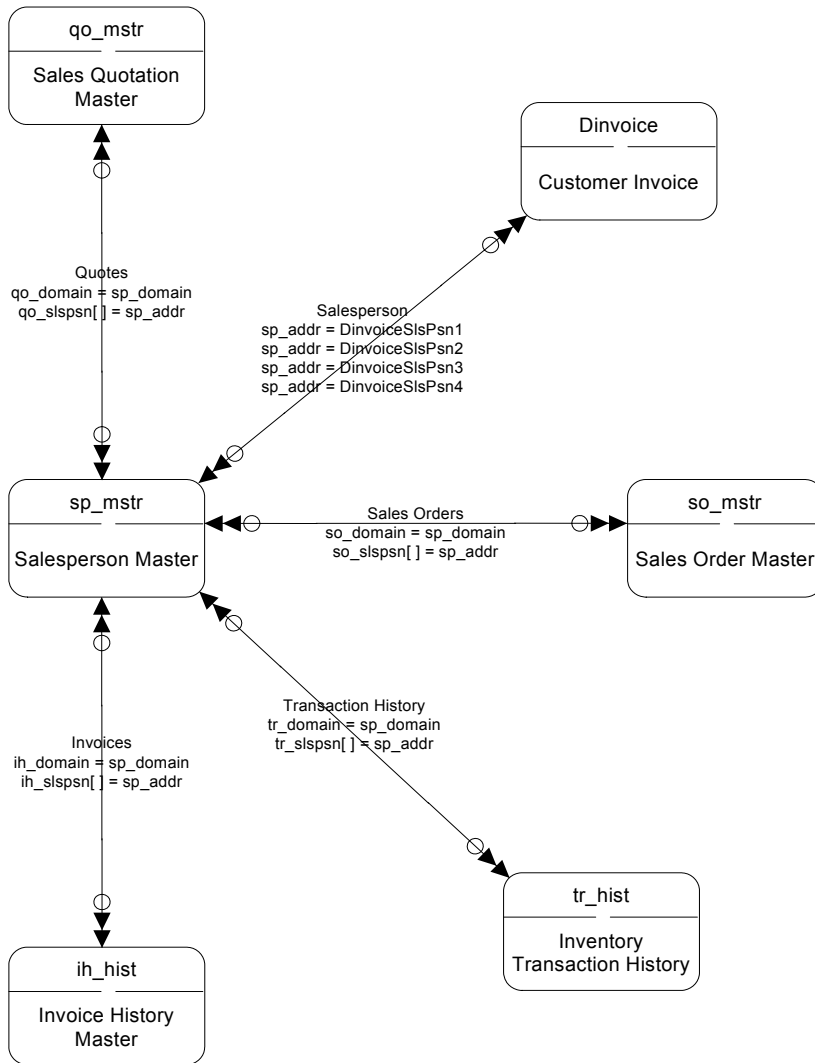 qo_mstr
Sales Quotation
Master
Dinvoice
Customer Invoice
Quotes
qo_domain = sp_domain
qo_slspsn[ ] = sp_addr
Salesperson
sp_addr = DinvoiceSlsPsn1
sp_addr = DinvoiceSlsPsn2
sp_addr = DinvoiceSlsPsn3
sp_addr = DinvoiceSlsPsn4
sp_mstr
Salesperson Master
Sales Orders
so_domain = sp_domain
so_slspsn[ ] = sp_addr
so_mstr
Sales Order Master
Transaction History
tr_domain = sp_domain
tr_slspsn[ ] = sp_addr
Invoices
ih_domain = sp_domain
ih_slspsn[ ] = sp_addr
tr_hist
Inventory
Transaction History
ih_hist
Invoice History
Master